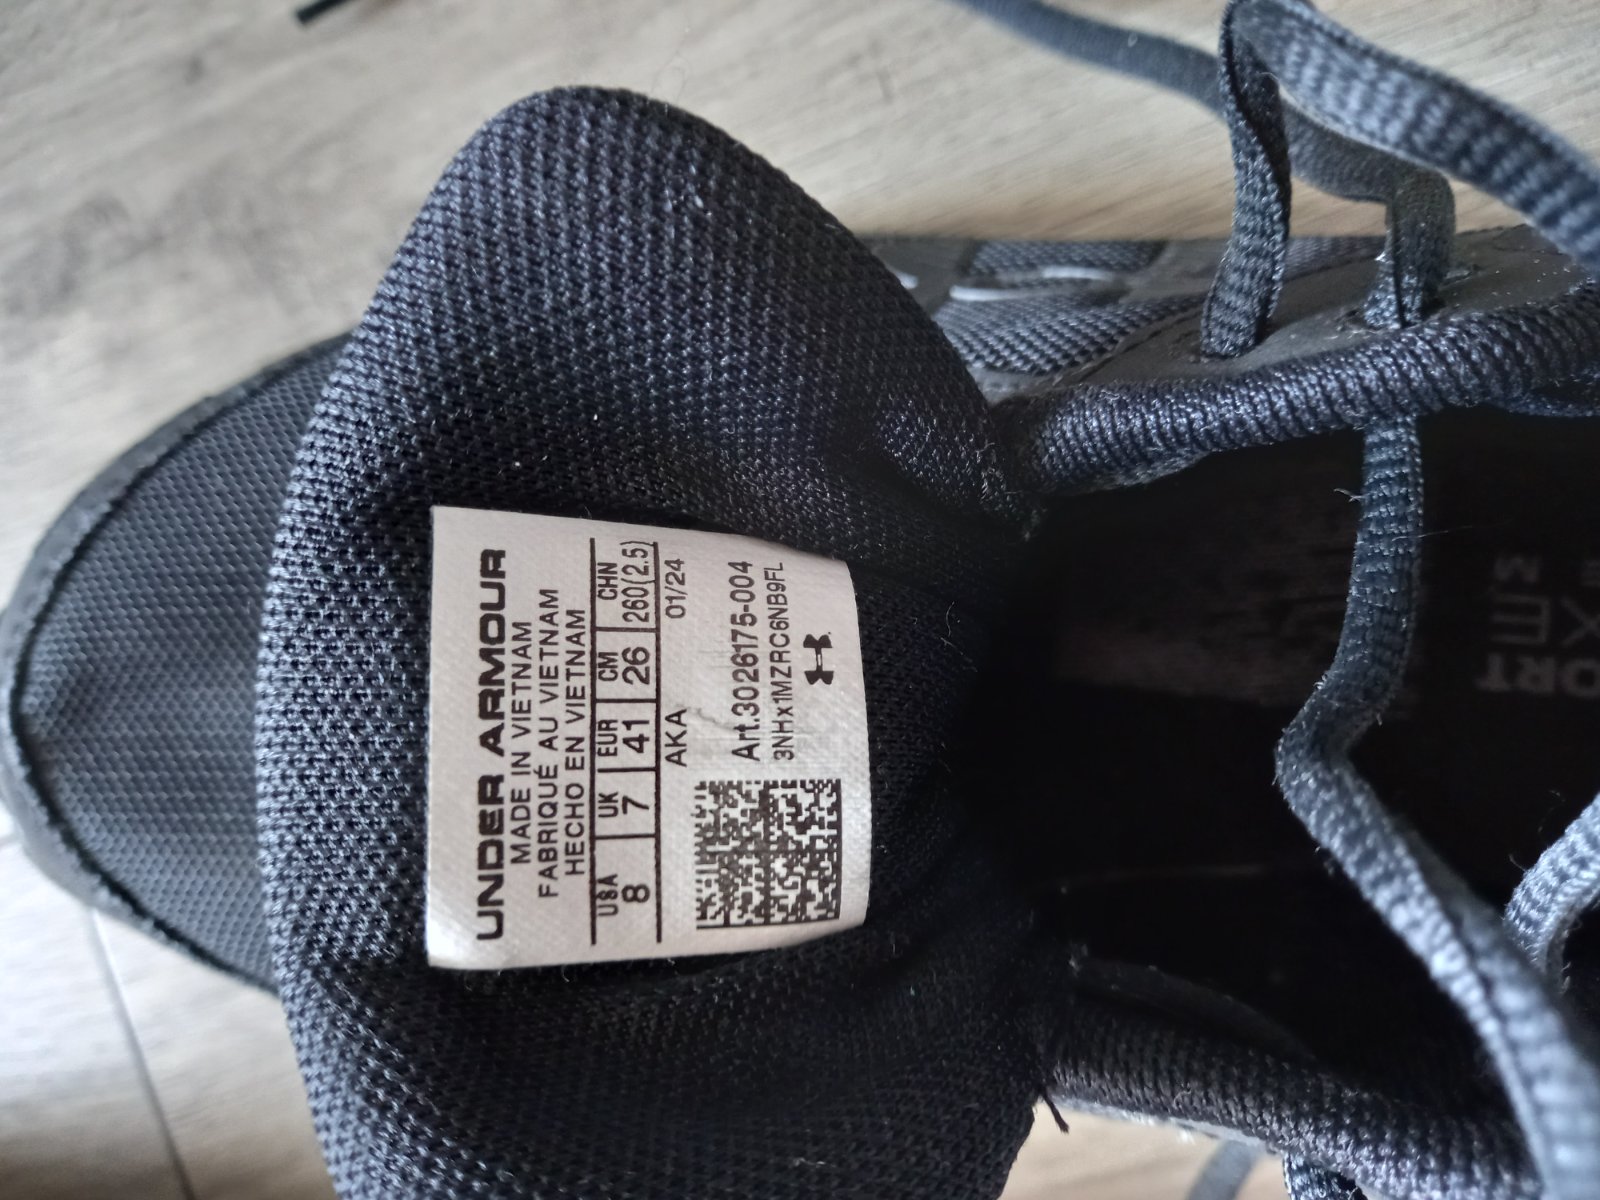 UNDER ARMOUR
MADE IN VIETNAM
FABRIQUÉ AU VIETNAM
HECHO EN VIETNAM
USA UK EUR CM CHN
8 7 41 26 260(2.5)
AKA 01/24
Art.3026175-004
3NHx1MZRC6NB9FL
ORT